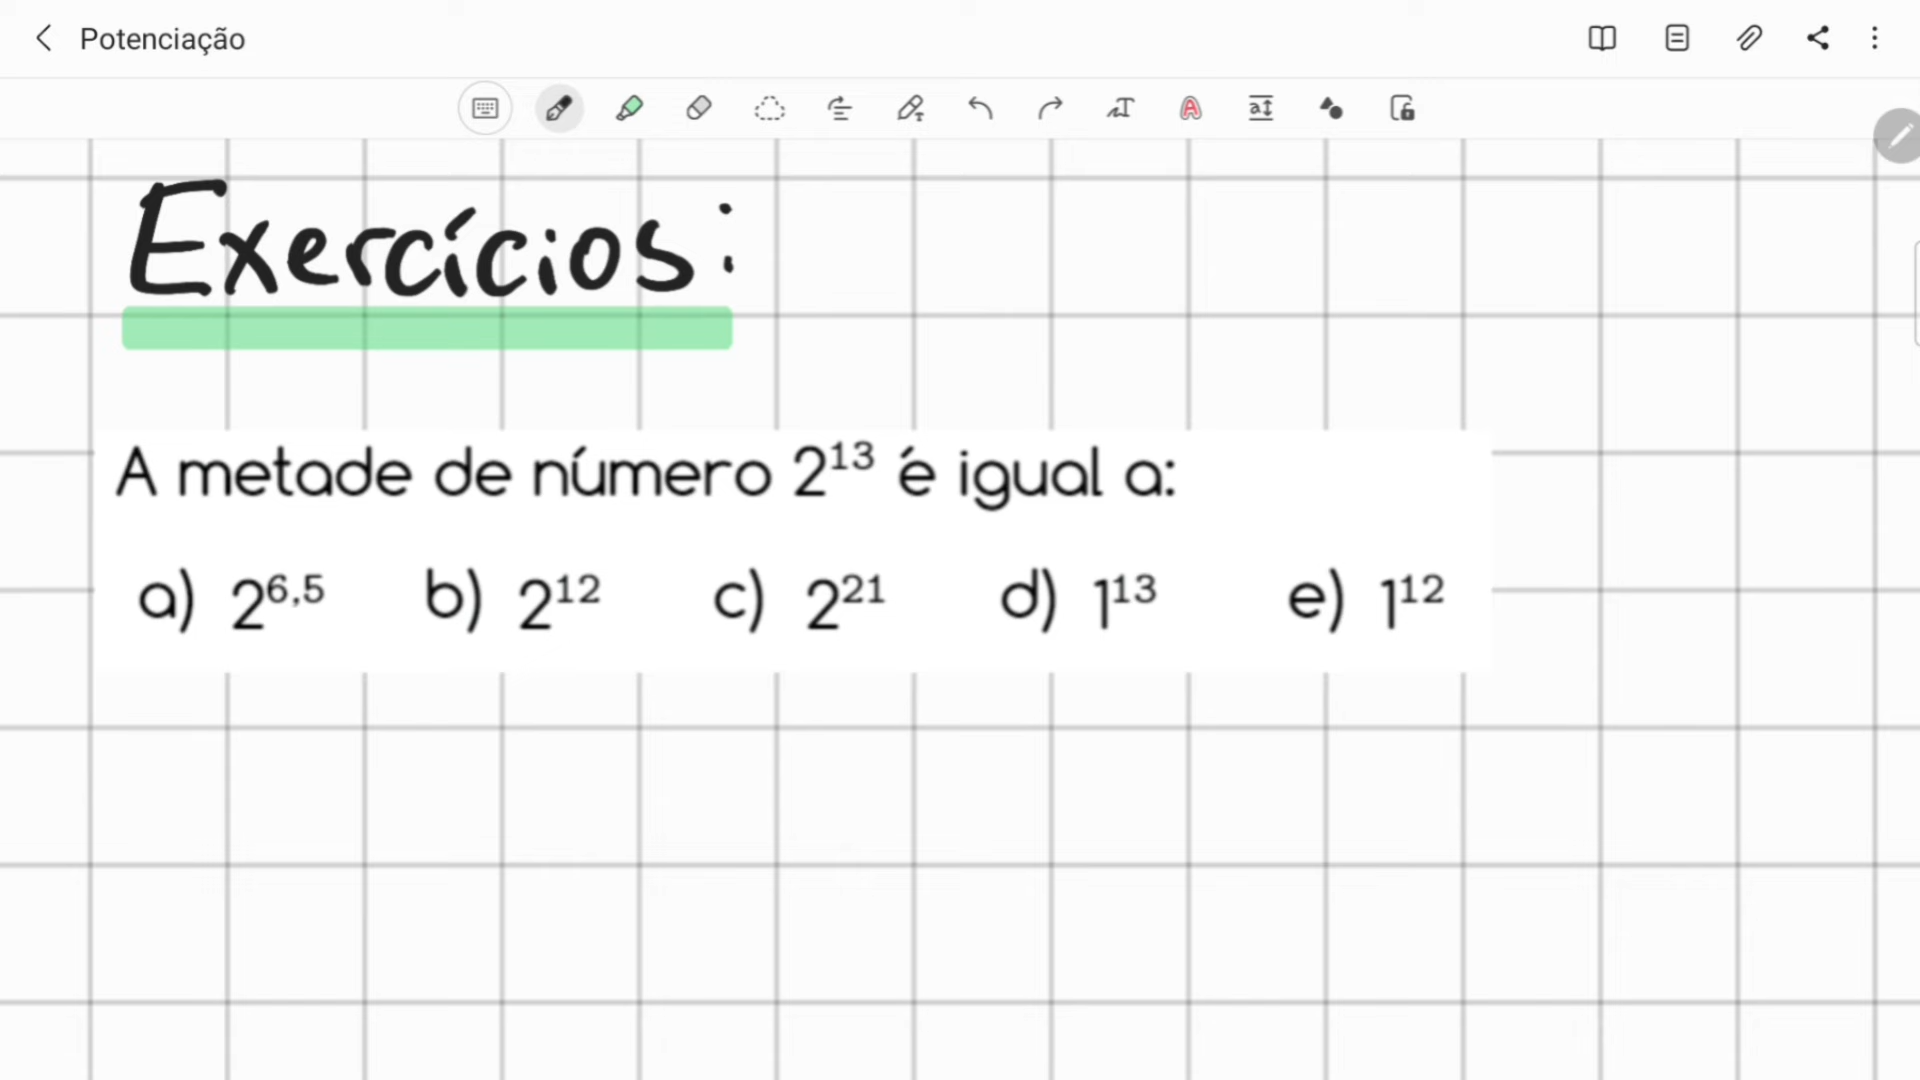 Potenciação
Exercícios:
A metade de número 2¹³ é igual a:
a) 2⁶,⁵ b) 2¹² c) 2²¹ d) 1¹³ e) 1¹²